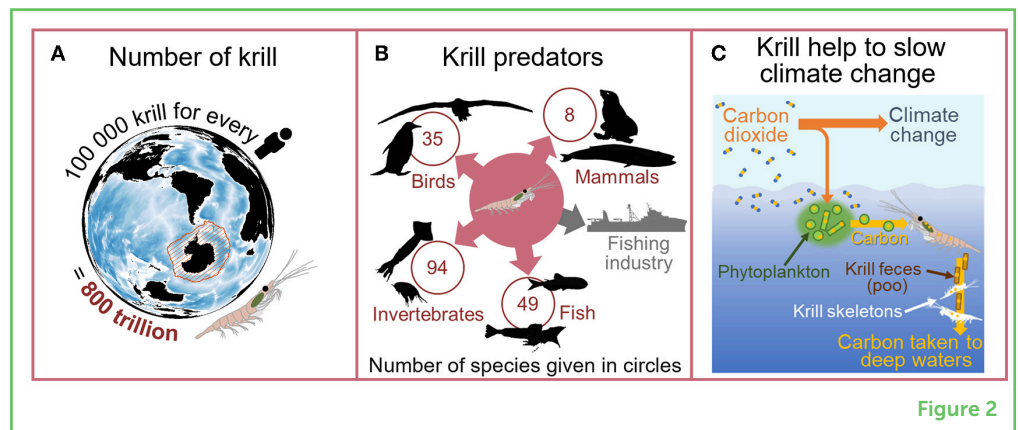 A
Number of krill
100 000 krill for every
= 800 trillion
B
Krill predators
35
Birds
8
Mammals
Fishing
industry
94
Invertebrates
49
Fish
Number of species given in circles
C
Krill help to slow
climate change
Carbon
dioxide
Climate
change
Carbon
Phytoplankton
Krill feces
(poo)
Krill skeletons
Carbon taken to
deep waters
Figure 2